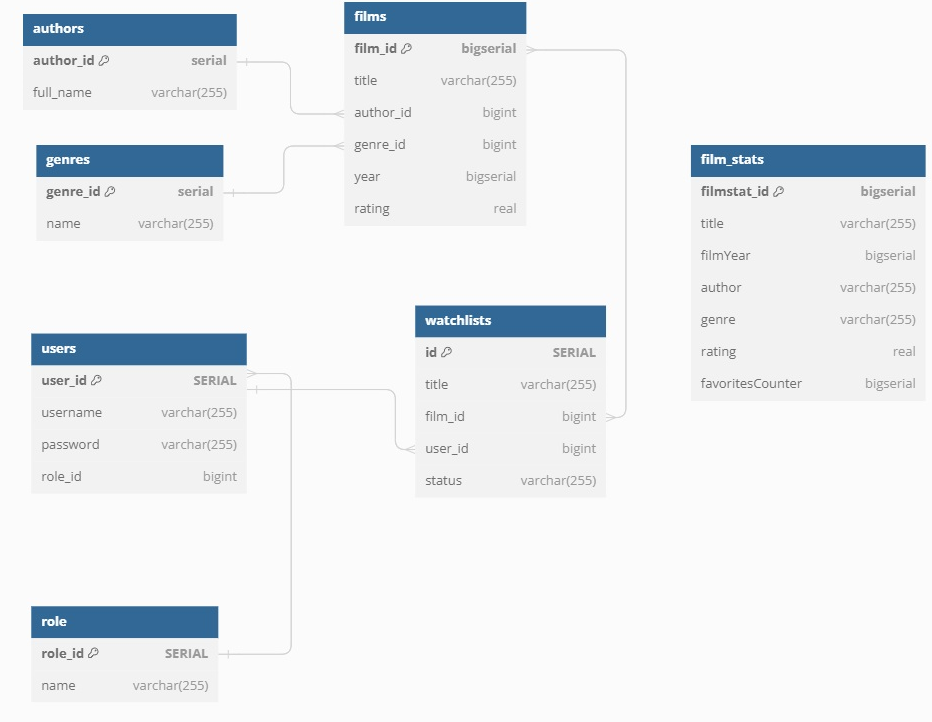 authors
author_id serial
full_name varchar(255)
films
film_id bigserial
title varchar(255)
author_id bigint
genre_id bigint
year bigserial
rating real
genres
genre_id serial
name varchar(255)
film_stats
filmstat_id bigserial
title varchar(255)
filmYear bigserial
author varchar(255)
genre varchar(255)
rating real
favoritesCounter bigserial
users
user_id SERIAL
username varchar(255)
password varchar(255)
role_id bigint
watchlists
id SERIAL
title varchar(255)
film_id bigint
user_id bigint
status varchar(255)
role
role_id SERIAL
name varchar(255)